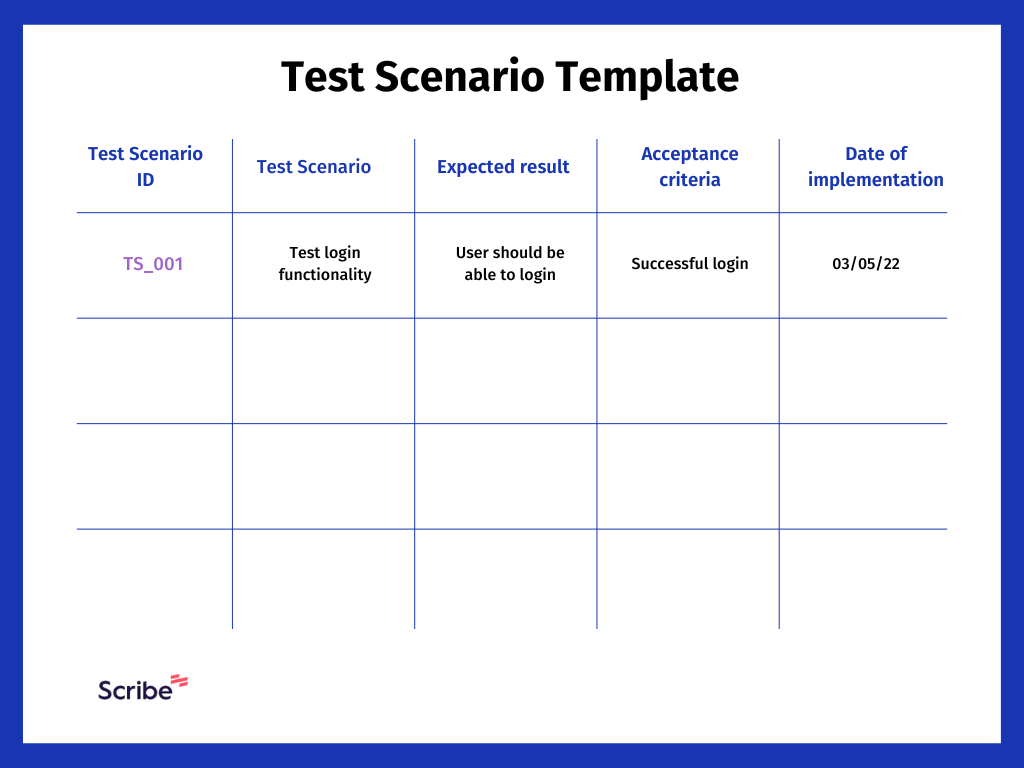 Test Scenario Template
Test Scenario
ID
Test Scenario
Expected result
Acceptance
criteria
Date of
implementation
TS_001
Test login
functionality
User should be
able to login
Successful login
03/05/22
Scribe